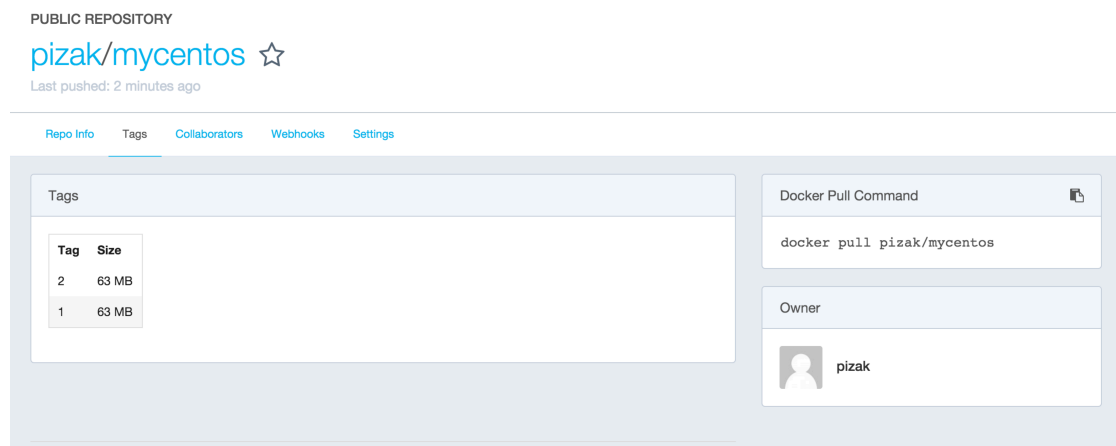 PUBLIC REPOSITORY
pizak/mycentos
Last pushed: 2 minutes ago
Repo Info Tags Collaborators Webhooks Settings
Tags
Tag Size
2 63 MB
1 63 MB
Docker Pull Command
docker pull pizak/mycentos
Owner
pizak